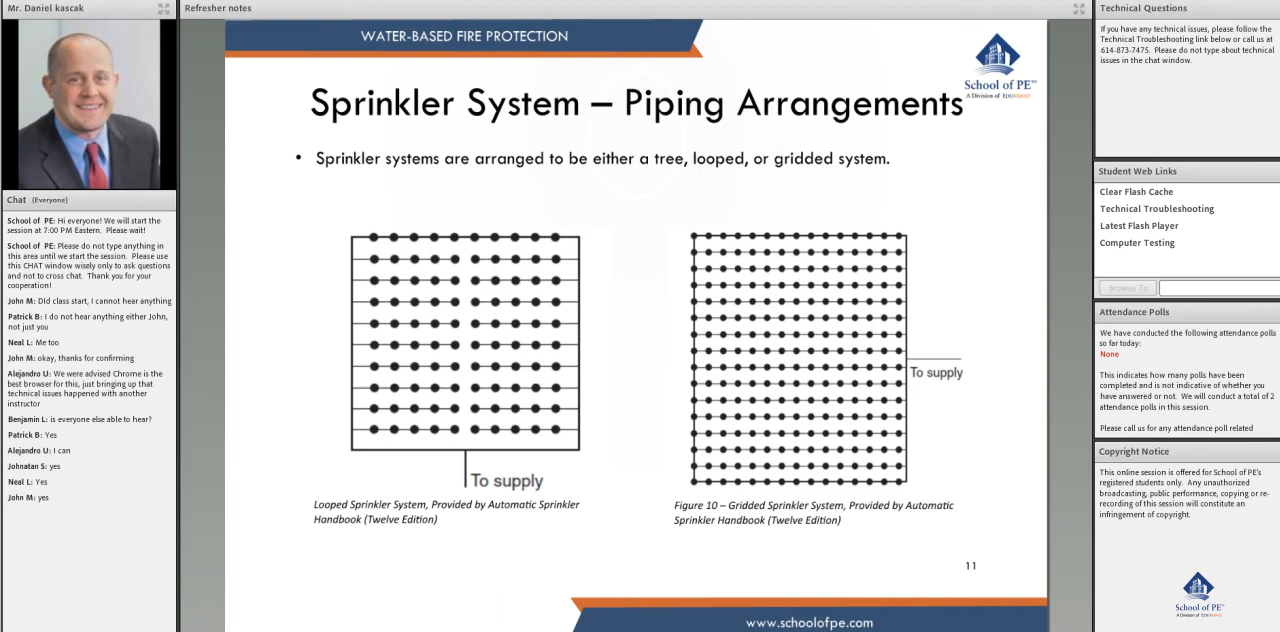 Mr. Daniel kascak
Chat (Everyone)
School of PE: Hi everyone! We will start the
session at 7:00 PM Eastern. Please wait!
School of PE: Please do not type anything in
this area until we start the session. Please use
this CHAT window wisely only to ask questions
and not to cross chat. Thank you for your
cooperation!
John M: DId class start, I cannot hear anything
Patrick B: I do not hear anything either John,
not just you
Neal L: Me too
John M: okay, thanks for confirming
Alejandro U: We were advised Chrome is the
best browser for this, just bringing up that
technical issues happened with another
instructor
Benjamin L: is everyone else able to hear?
Patrick B: Yes
Alejandro U: I can
Johnatan S: yes
Neal L: Yes
John M: yes
Refresher notes
WATER-BASED FIRE PROTECTION
School of PE™
A Division of EDUMIND
Sprinkler System – Piping Arrangements
• Sprinkler systems are arranged to be either a tree, looped, or gridded system.
To supply
Looped Sprinkler System, Provided by Automatic Sprinkler
Handbook (Twelve Edition)
To supply
Figure 10 – Gridded Sprinkler System, Provided by Automatic
Sprinkler Handbook (Twelve Edition)
11
www.schoolofpe.com
Technical Questions
If you have any technical issues, please follow the
Technical Troubleshooting link below or call us at
614-873-7475. Please do not type about technical
issues in the chat window.
Student Web Links
Clear Flash Cache
Technical Troubleshooting
Latest Flash Player
Computer Testing
Browse To
Attendance Polls
We have conducted the following attendance polls
so far today:
None
This indicates how many polls have been
completed and is not indicative of whether you
have answered or not. We will conduct a total of 2
attendance polls in this session.
Please call us for any attendance poll related
Copyright Notice
This online session is offered for School of PE's
registered students only. Any unauthorized
broadcasting, public performance, copying or re-
recording of this session will constitute an
infringement of copyright.
School of PE™
A Division of EDUMIND